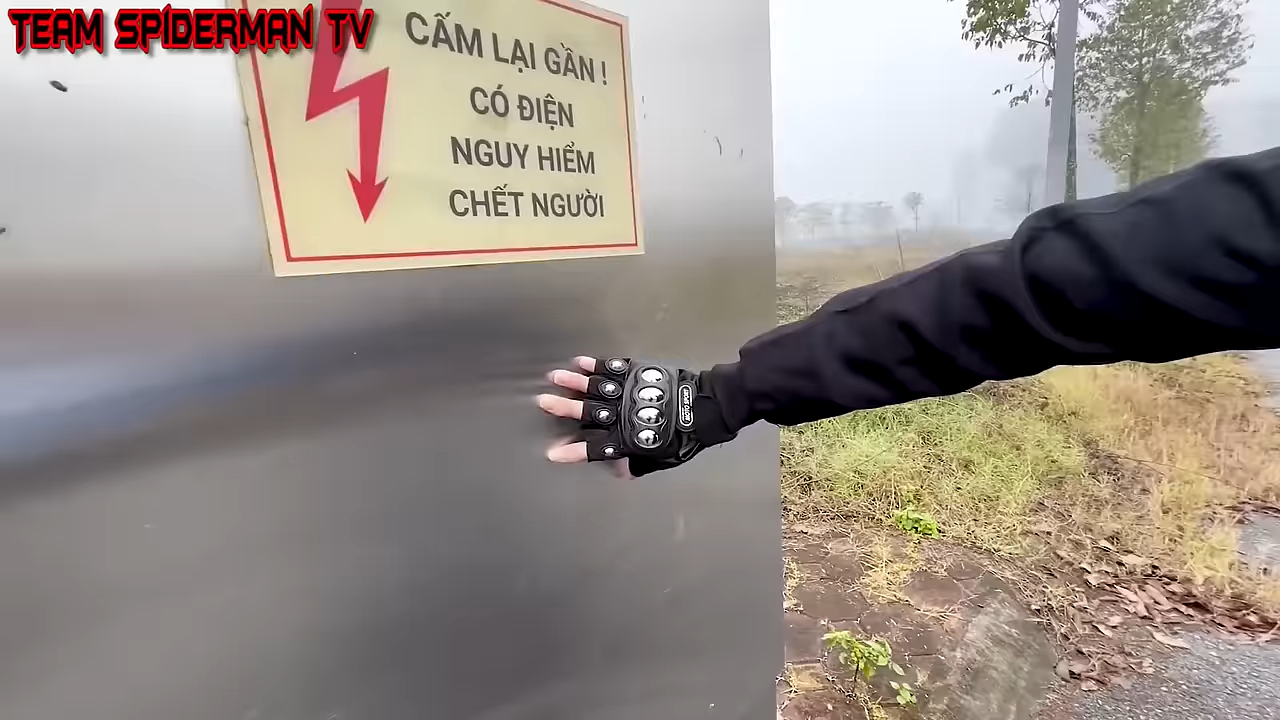 TEAM SPIDERMAN TV
CẤM LẠI GẦN !
CÓ ĐIỆN
NGUY HIỂM
CHẾT NGƯỜI